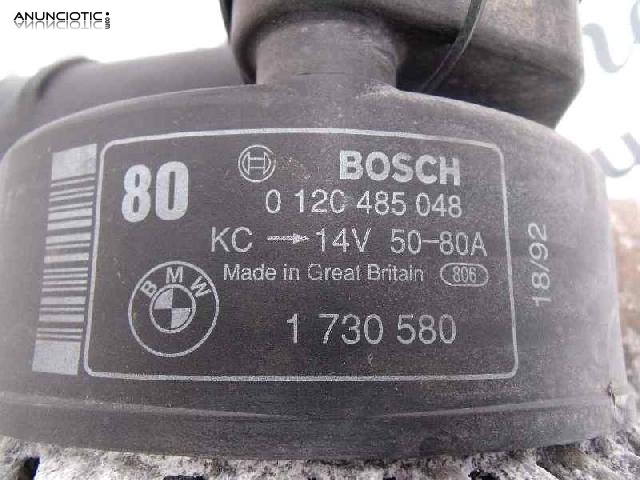 ANUNCIOTIC
80
BOSCH
0 120 485 048
KC → 14V 50-80A
Made in Great Britain 806
BMW
1 730 580
18/92